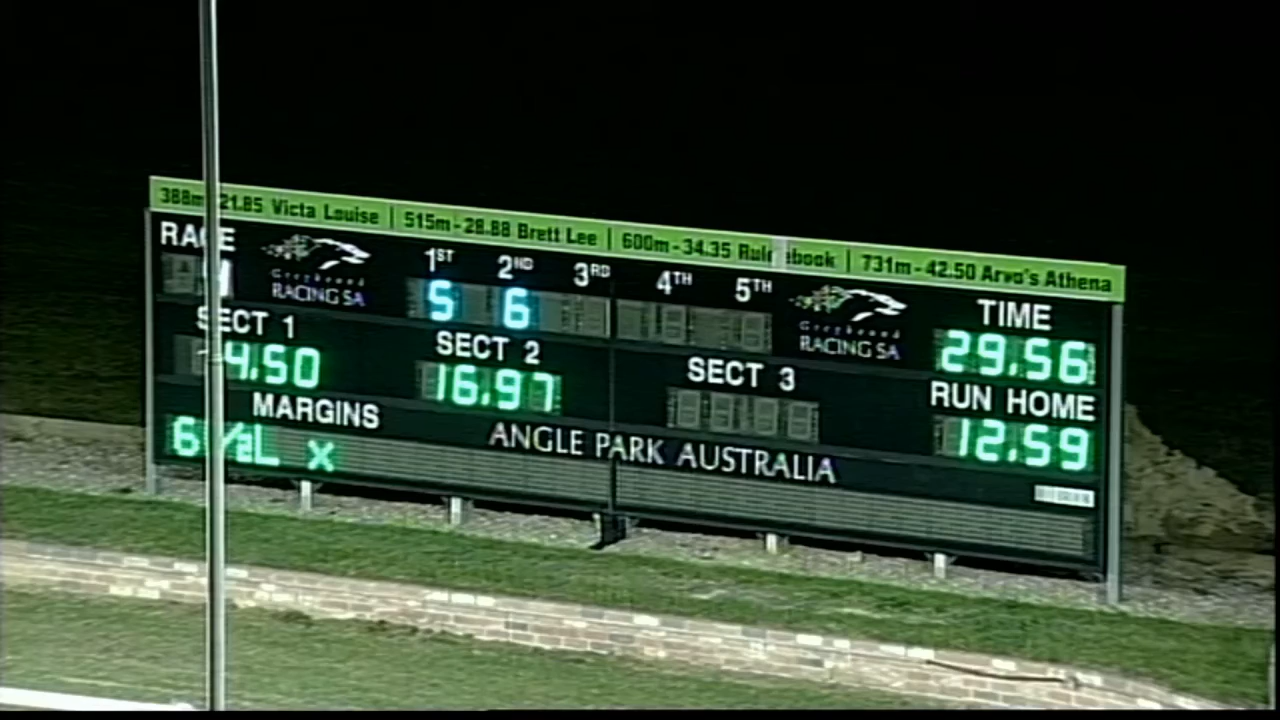 388m-21.85 Victa Louise | 515m-28.88 Brett Lee | 600m-34.35 Rulebook | 731m-42.50 Arvo's Athena
RACE 1ST 2ND 3RD 4TH 5TH TIME
Greyhound RACING SA 5 6 Greyhound RACING SA 29.56
SECT 1 SECT 2 SECT 3 RUN HOME
4.50 16.97 12.59
MARGINS ANGLE PARK AUSTRALIA
6 1/2L x